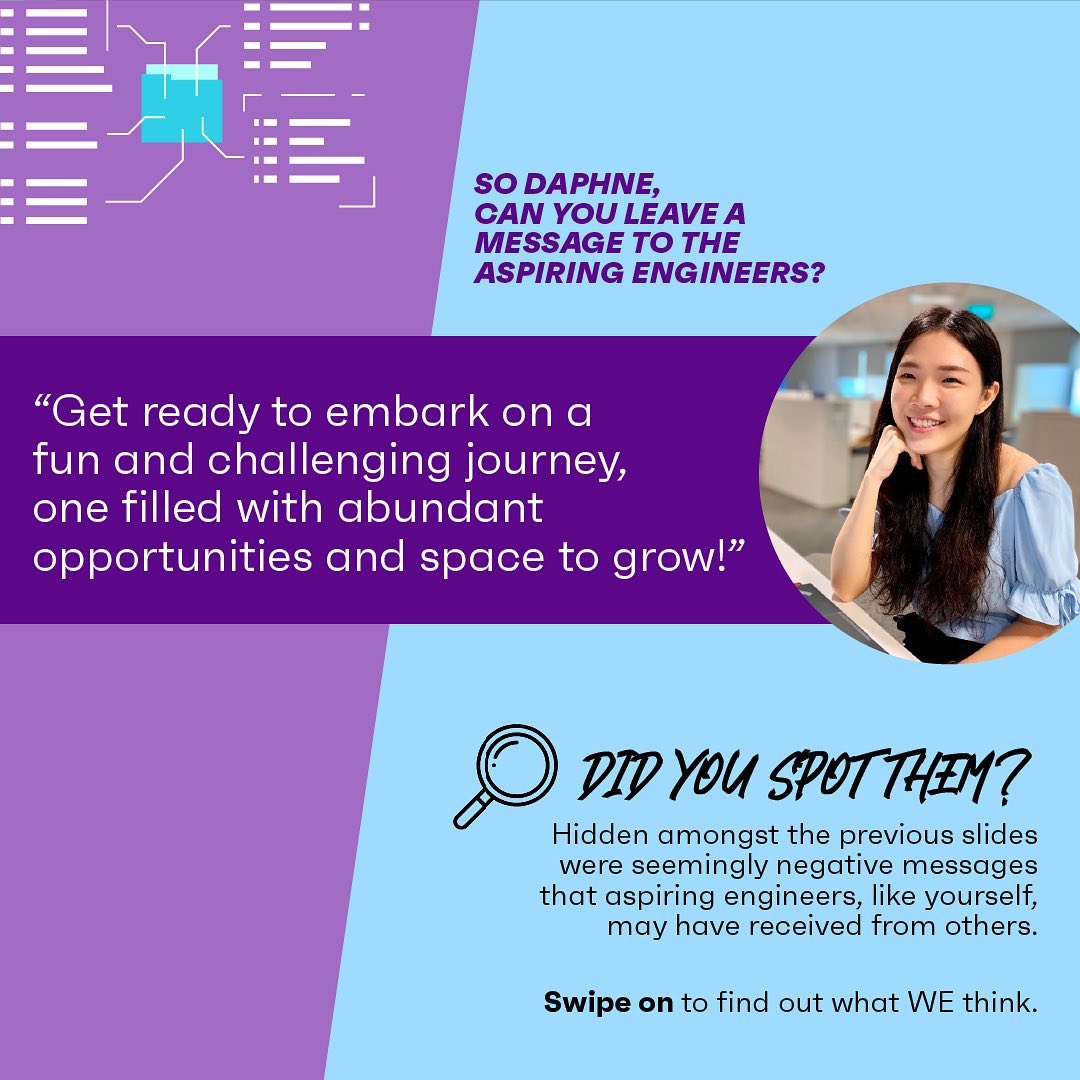 SO DAPHNE,
CAN YOU LEAVE A
MESSAGE TO THE
ASPIRING ENGINEERS?
“Get ready to embark on a
fun and challenging journey,
one filled with abundant
opportunities and space to grow!”
DID YOU SPOT THEM?
Hidden amongst the previous slides
were seemingly negative messages
that aspiring engineers, like yourself,
may have received from others.
Swipe on to find out what WE think.